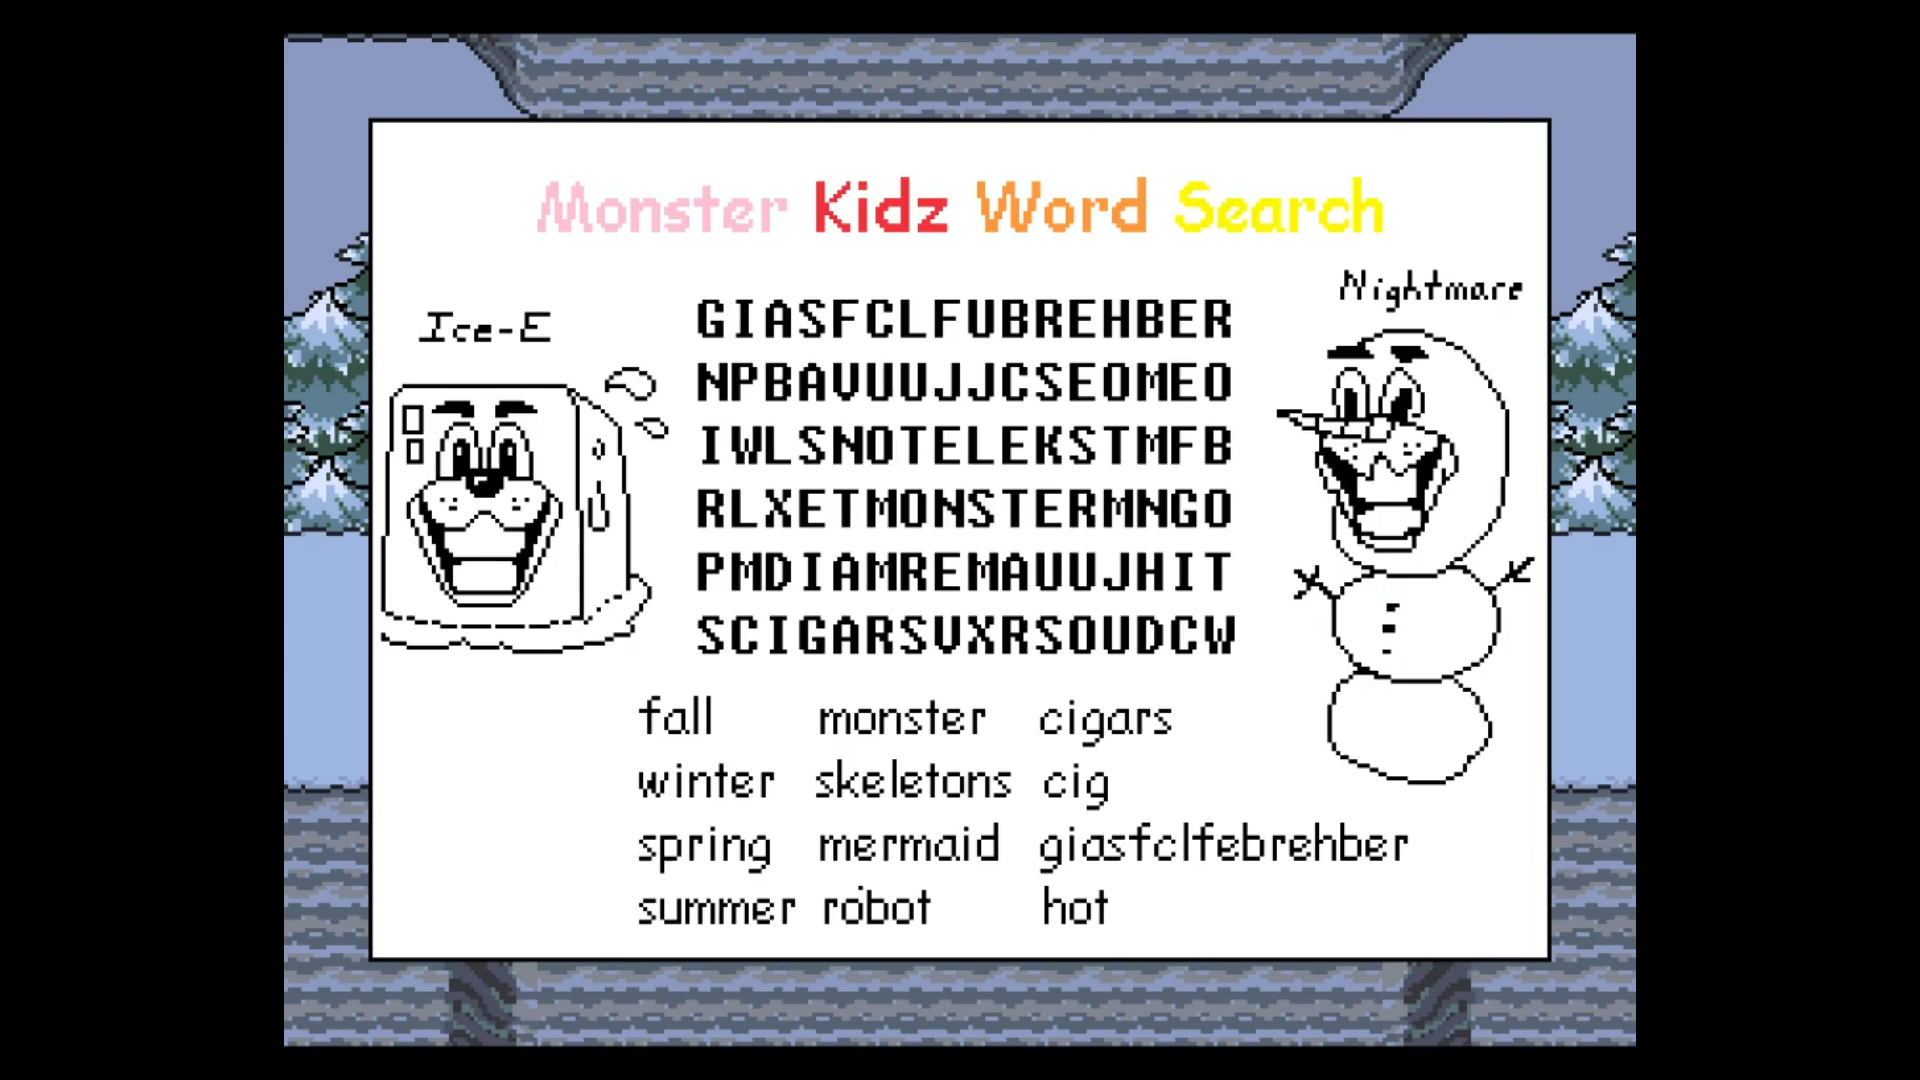 Monster Kidz Word Search
Nightmare
Ice-E
GIASFCLFUBREHBER
NPBAVUUJJCSEOMEO
IWLSNOTELEKSTMFB
RLXETMONSTERMNGO
PMDIAMREMAUUJHIT
SCIGARSVXRSOUDCW
fall monster cigars
winter skeletons cig
spring mermaid giasfclfebrehber
summer robot hot